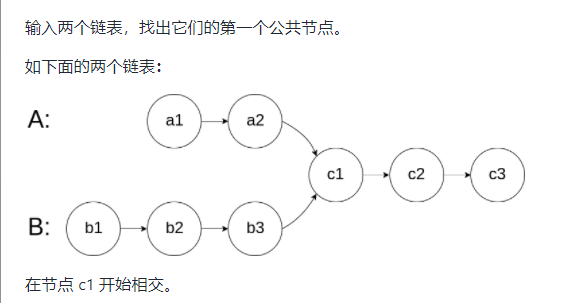 输入两个链表，找出它们的第一个公共节点。
如下面的两个链表：
A: a1 a2
c1 c2 c3
B: b1 b2 b3
在节点 c1 开始相交。